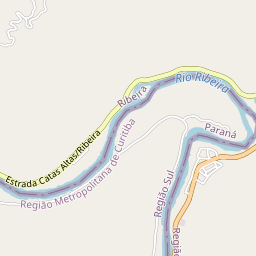 Rio Ribeira
Ribeira
Paraná
Estrada Catas Altas/Ribeira
Região Metropolitana de Curitiba
Região Sul
Região